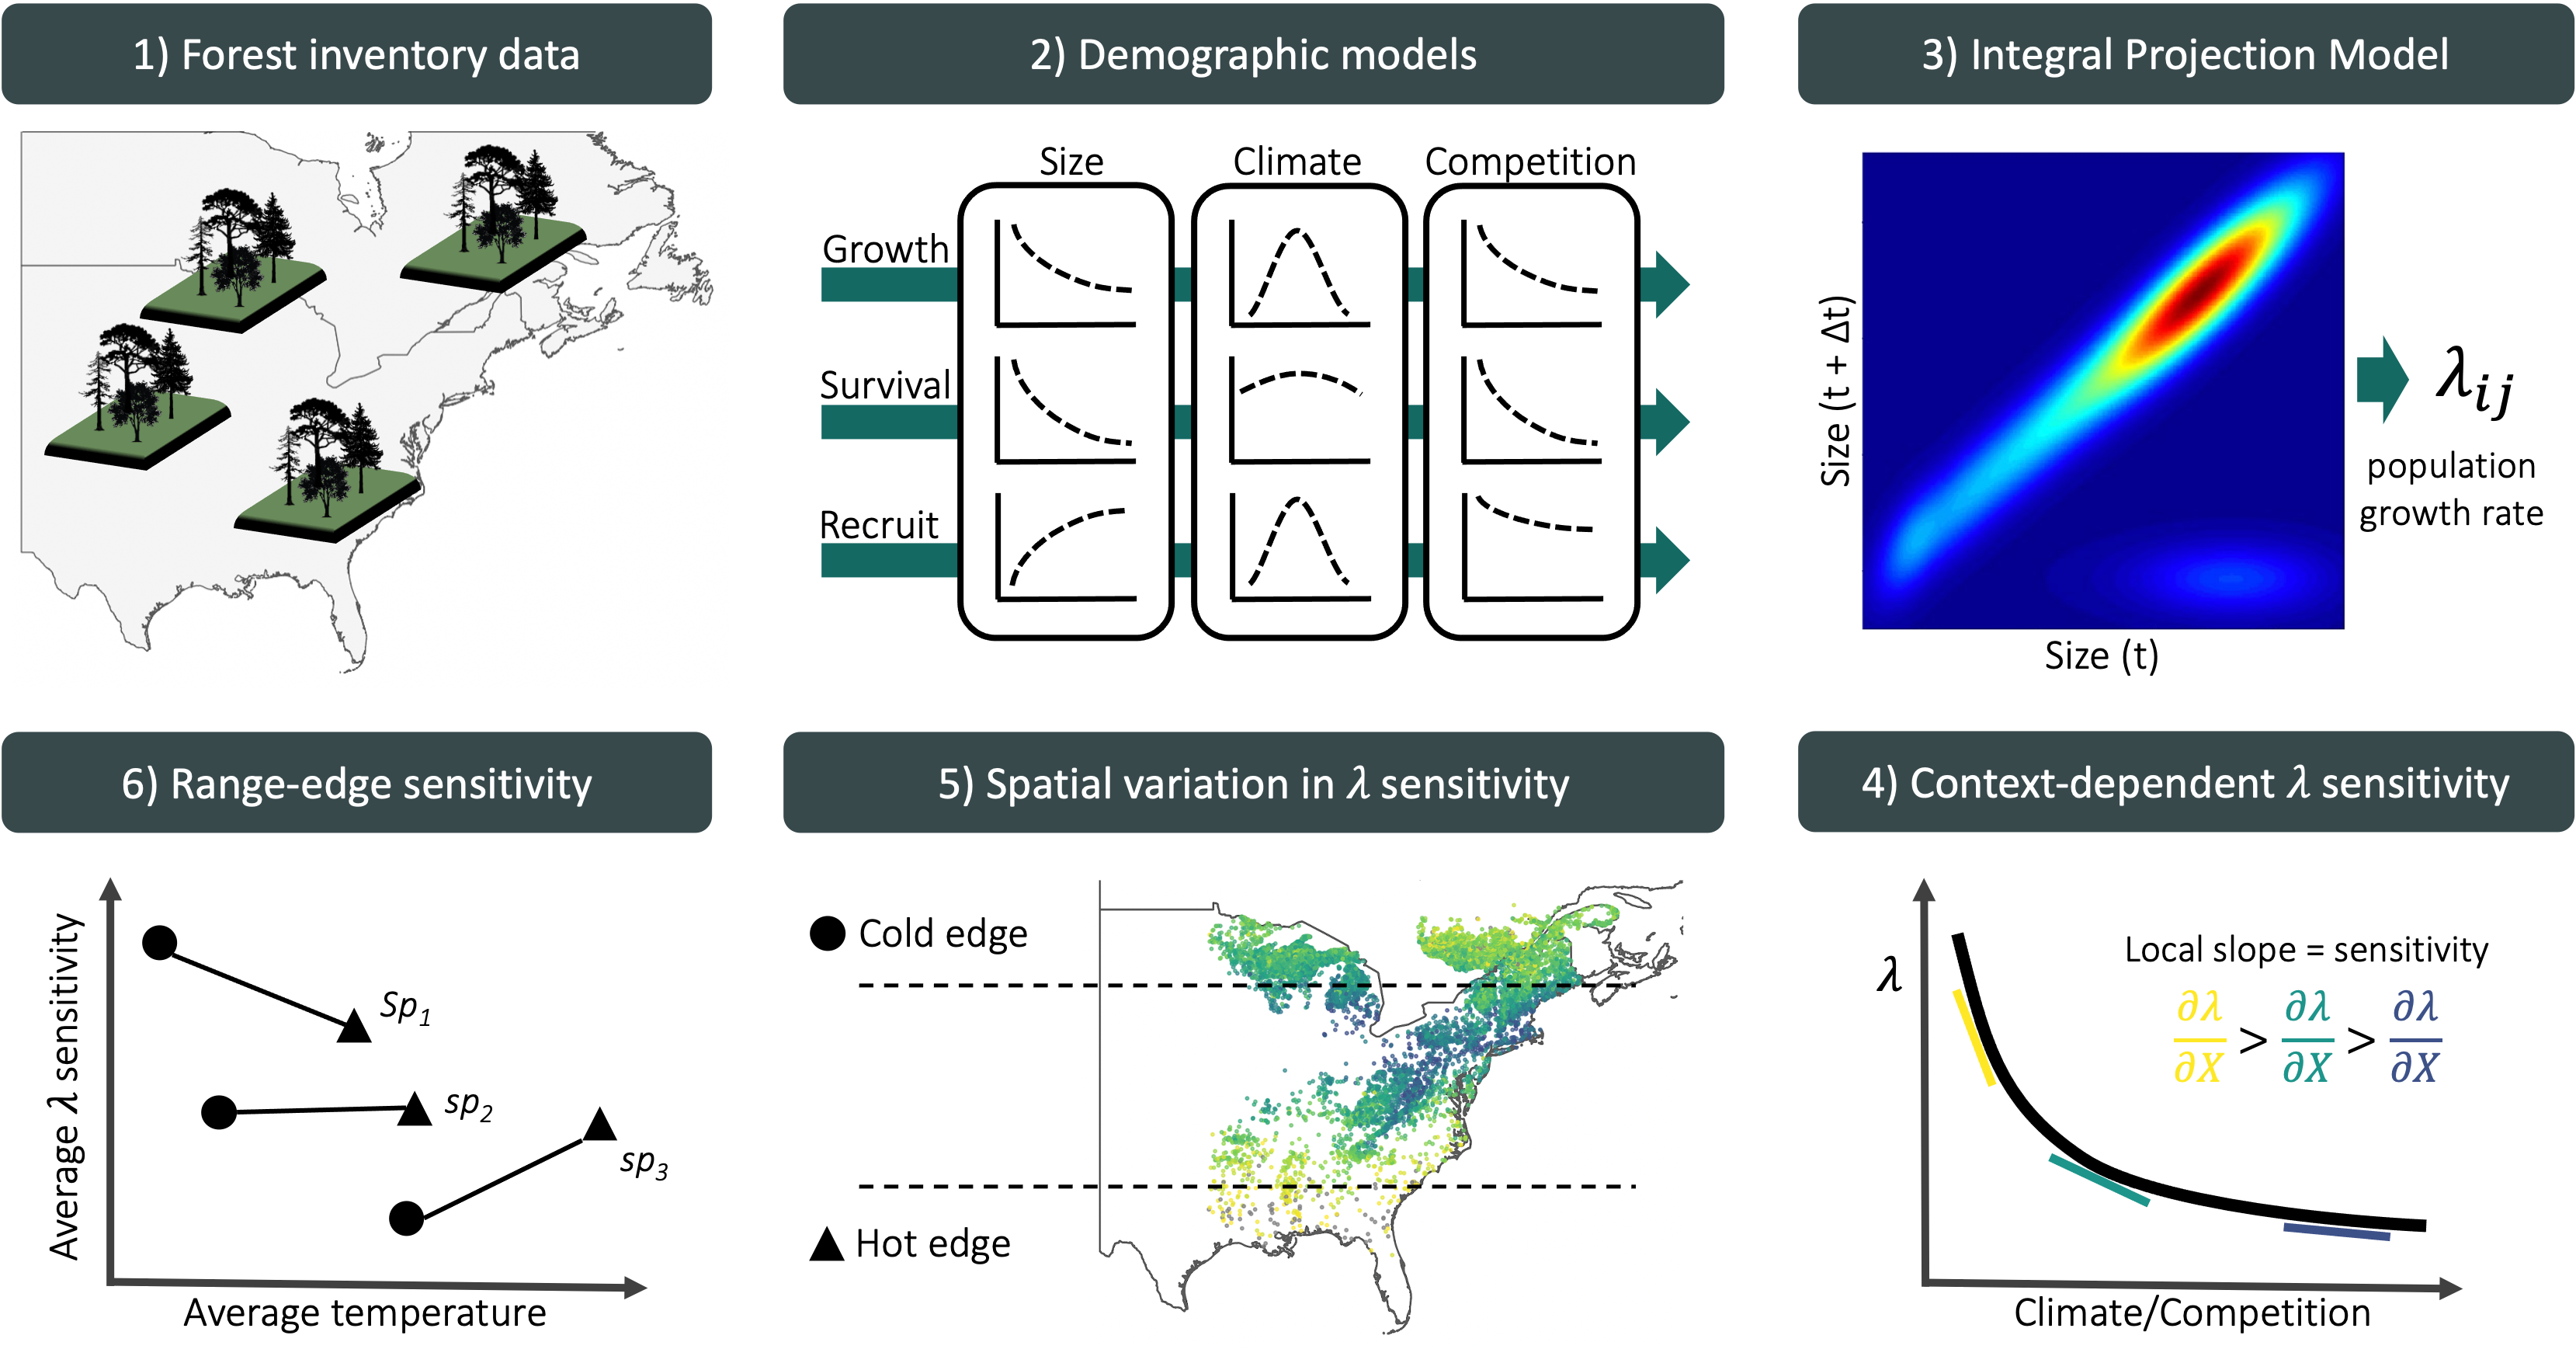 1) Forest inventory data
2) Demographic models
Size
Climate
Competition
Growth
Survival
Recruit
3) Integral Projection Model
Size (t + Δt)
Size (t)
λij
population
growth rate
6) Range-edge sensitivity
Average λ sensitivity
Sp1
sp2
sp3
Average temperature
5) Spatial variation in λ sensitivity
Cold edge
Hot edge
4) Context-dependent λ sensitivity
λ
Local slope = sensitivity
∂λ/∂X > ∂λ/∂X > ∂λ/∂X
Climate/Competition